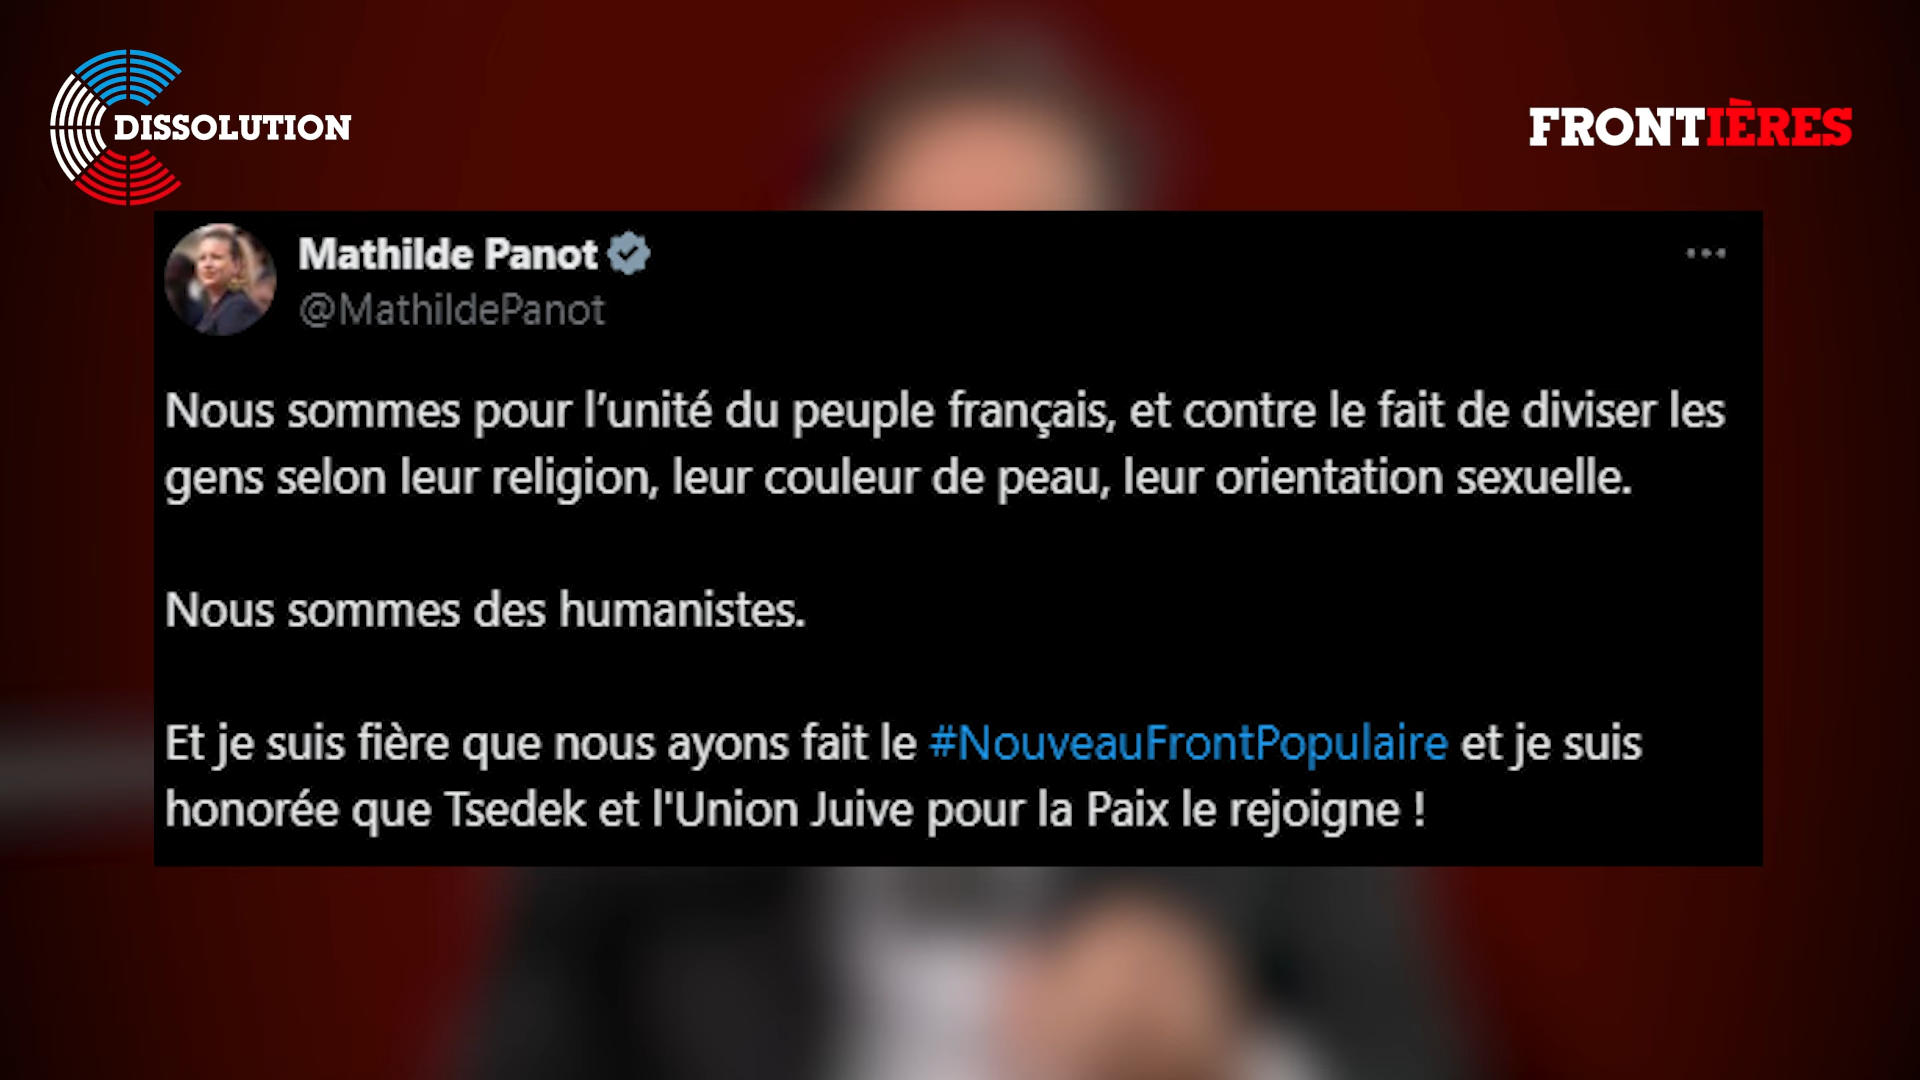 DISSOLUTION
FRONTIÈRES
Mathilde Panot
@MathildePanot
Nous sommes pour l’unité du peuple français, et contre le fait de diviser les
gens selon leur religion, leur couleur de peau, leur orientation sexuelle.
Nous sommes des humanistes.
Et je suis fière que nous ayons fait le #NouveauFrontPopulaire et je suis
honorée que Tsedek et l'Union Juive pour la Paix le rejoigne !